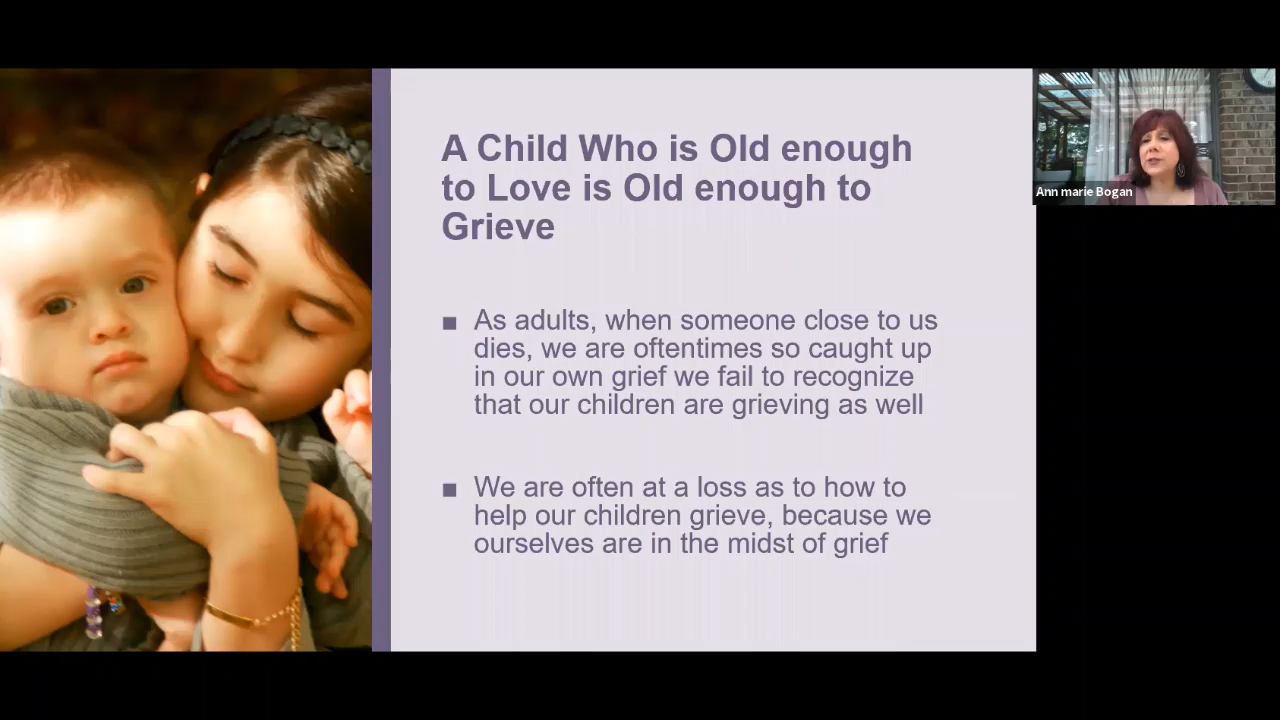 A Child Who is Old enough
to Love is Old enough to
Grieve
As adults, when someone close to us
dies, we are oftentimes so caught up
in our own grief we fail to recognize
that our children are grieving as well
We are often at a loss as to how to
help our children grieve, because we
ourselves are in the midst of grief
Ann marie Bogan